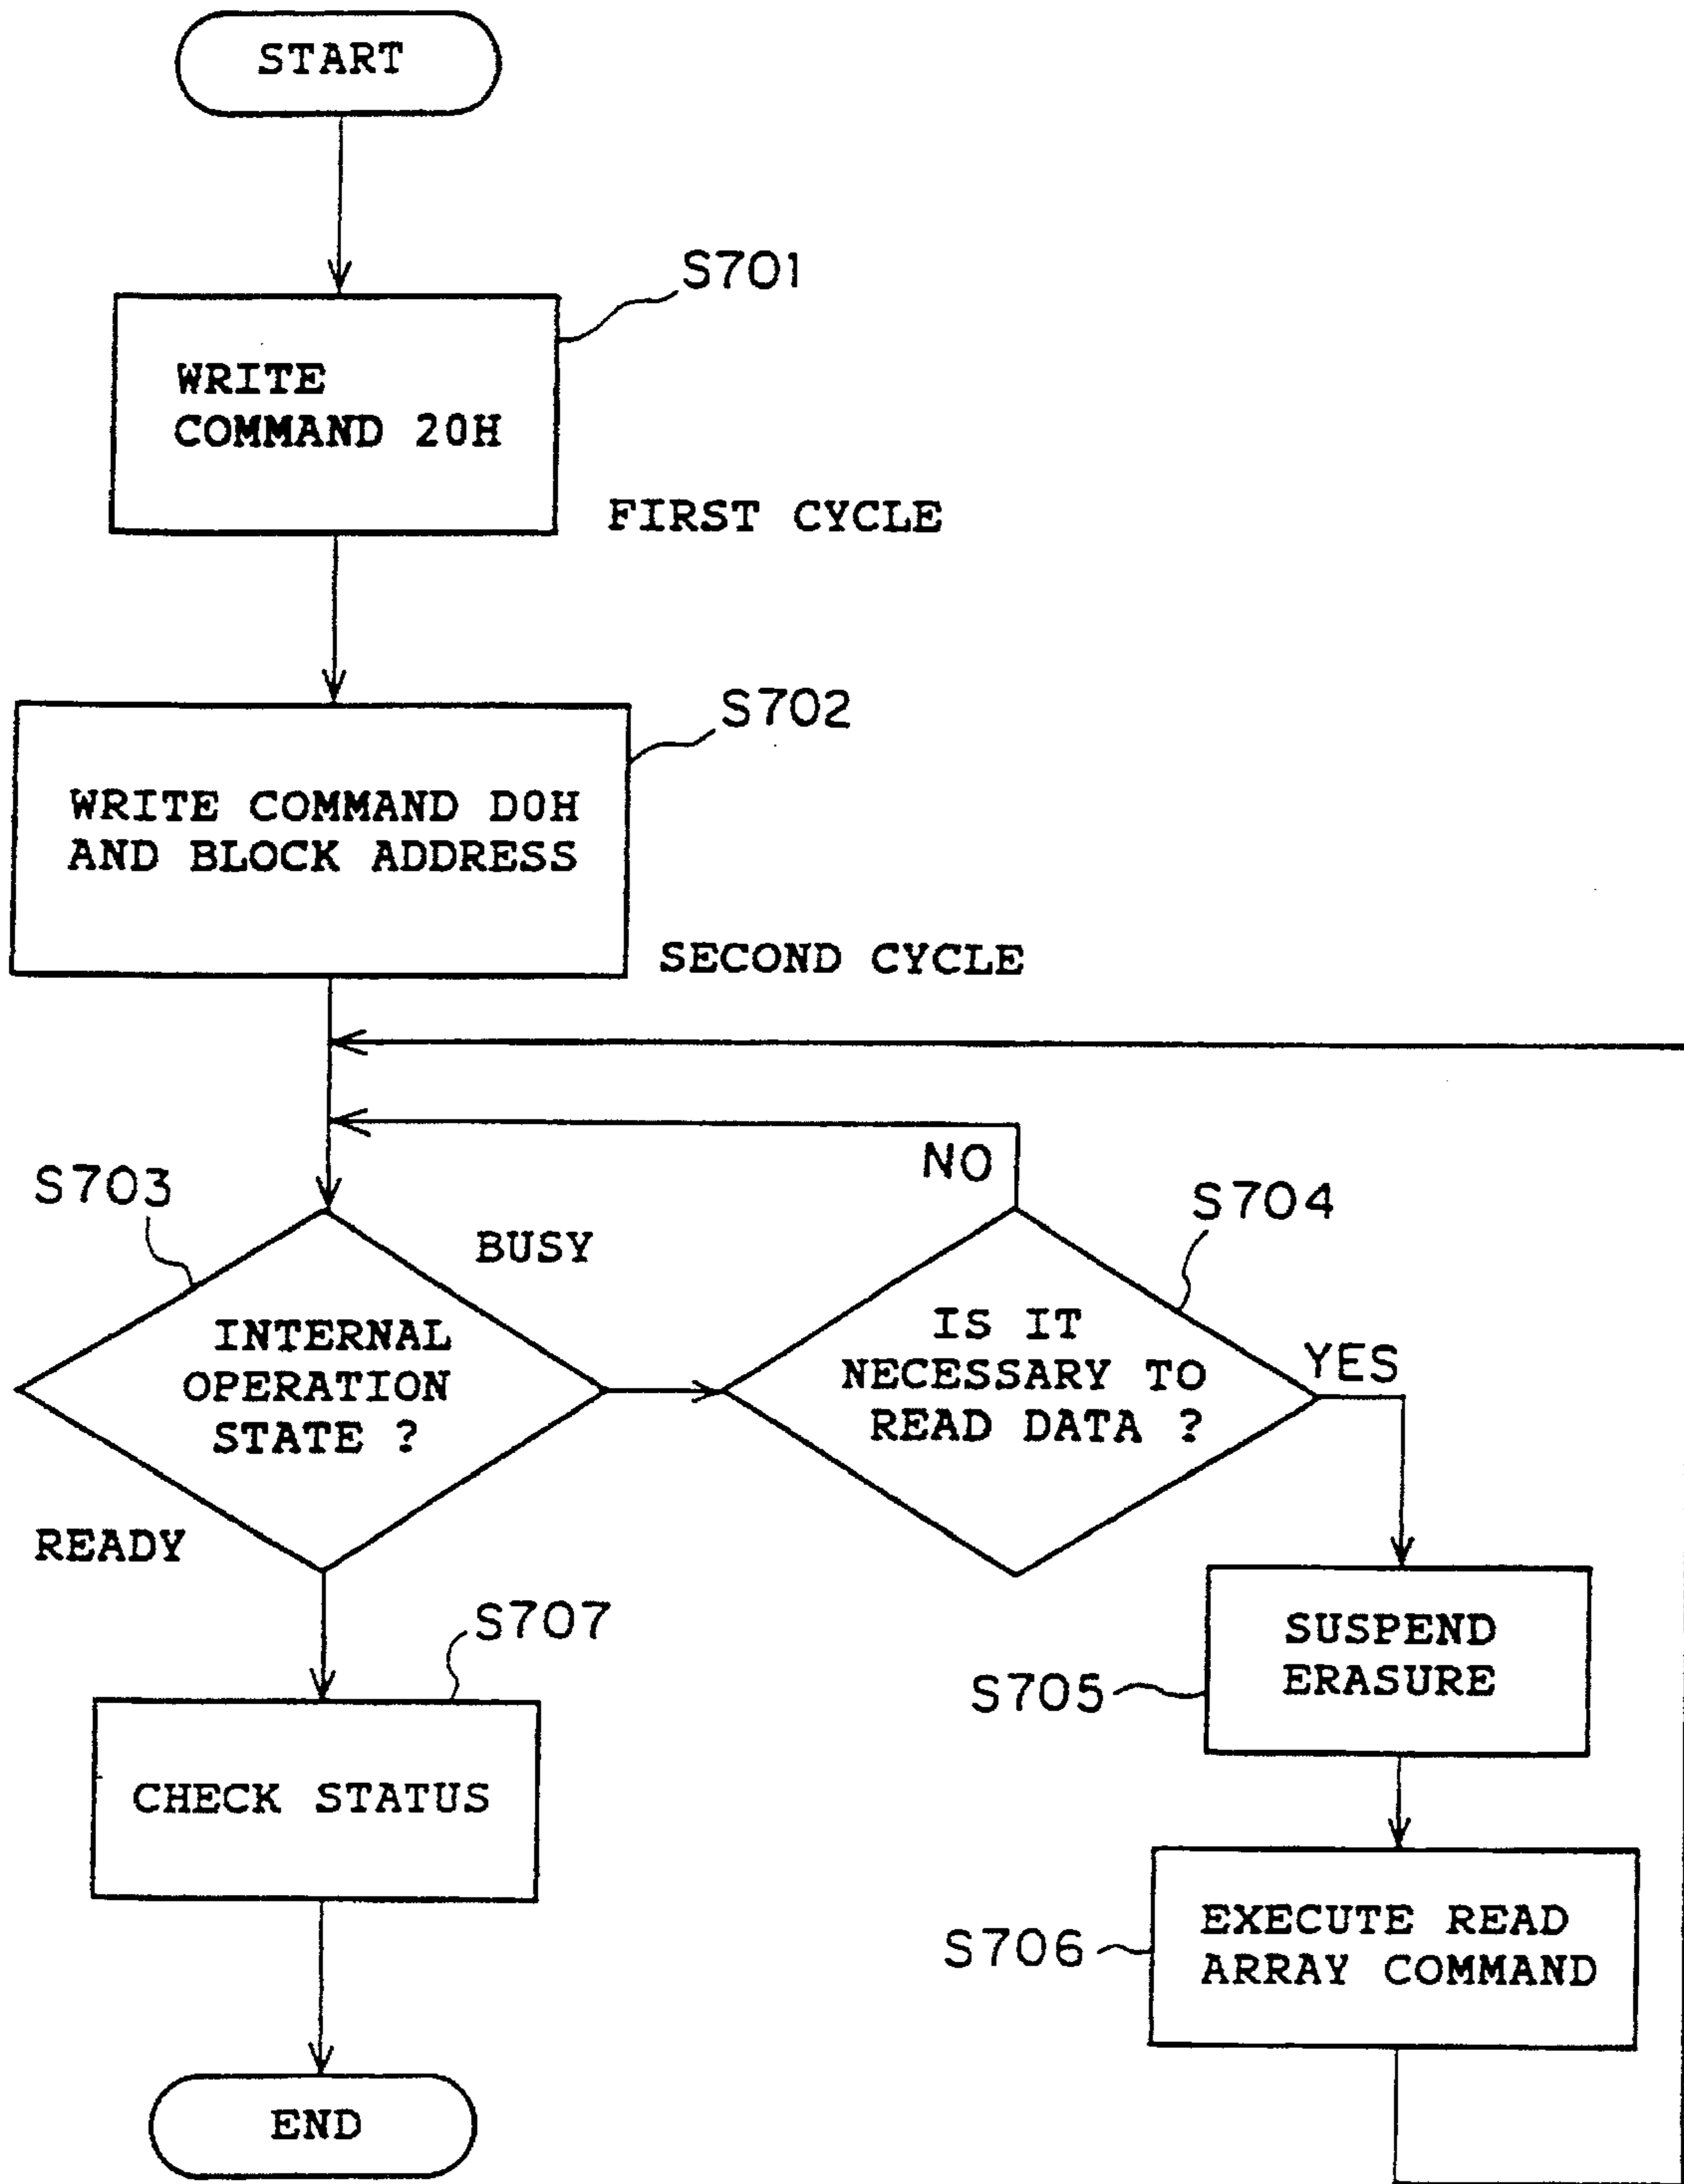 START
S701
WRITE
COMMAND 20H
FIRST CYCLE
S702
WRITE COMMAND D0H
AND BLOCK ADDRESS
SECOND CYCLE
S703
BUSY
INTERNAL
OPERATION
STATE ?
READY
NO
S704
IS IT
NECESSARY TO
READ DATA ?
YES
S705
SUSPEND
ERASURE
S706
EXECUTE READ
ARRAY COMMAND
S707
CHECK STATUS
END